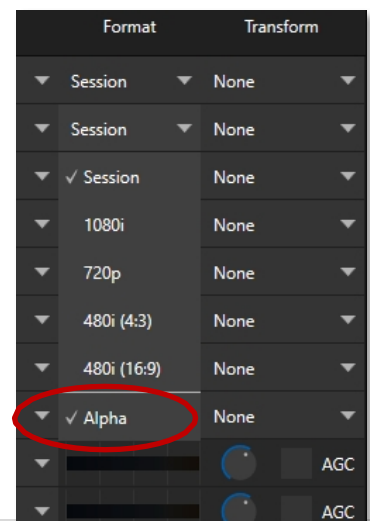 Format Transform
Session None
Session None
✓ Session None
1080i None
720p None
480i (4:3) None
480i (16:9) None
✓ Alpha None
AGC
AGC